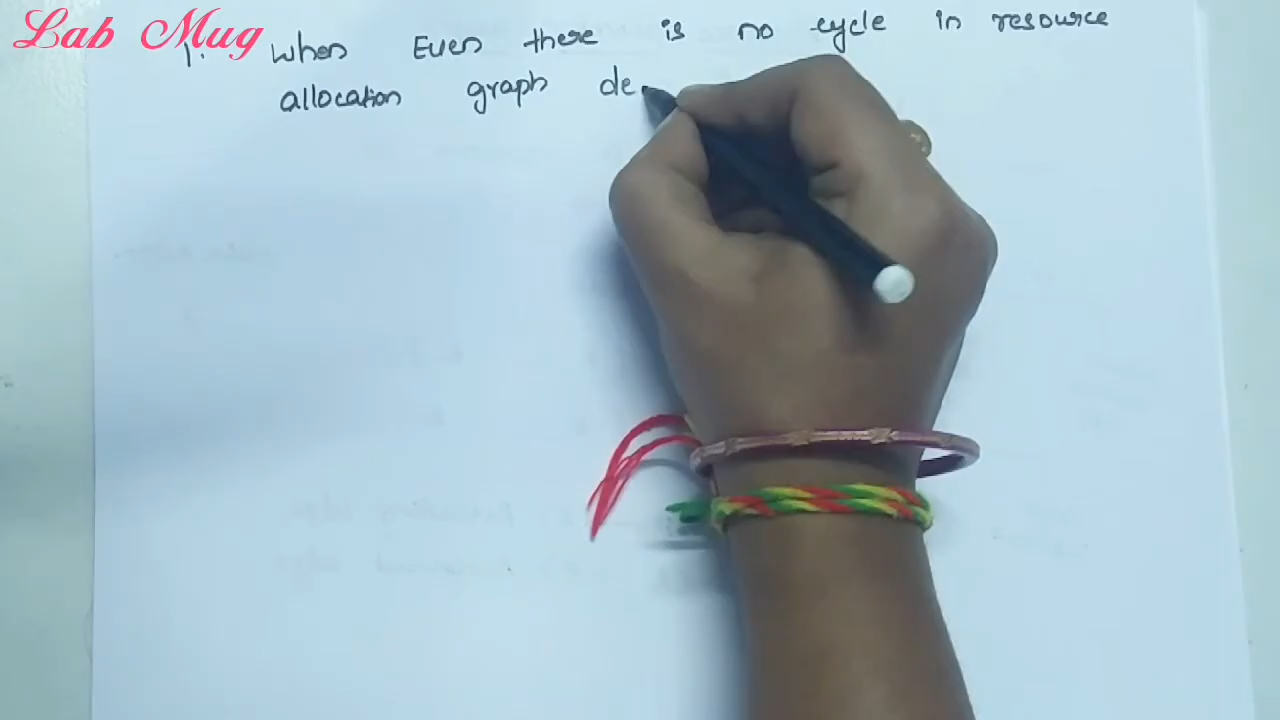 Lab Mug
1. When Even there is no cycle in resource
allocation graph de